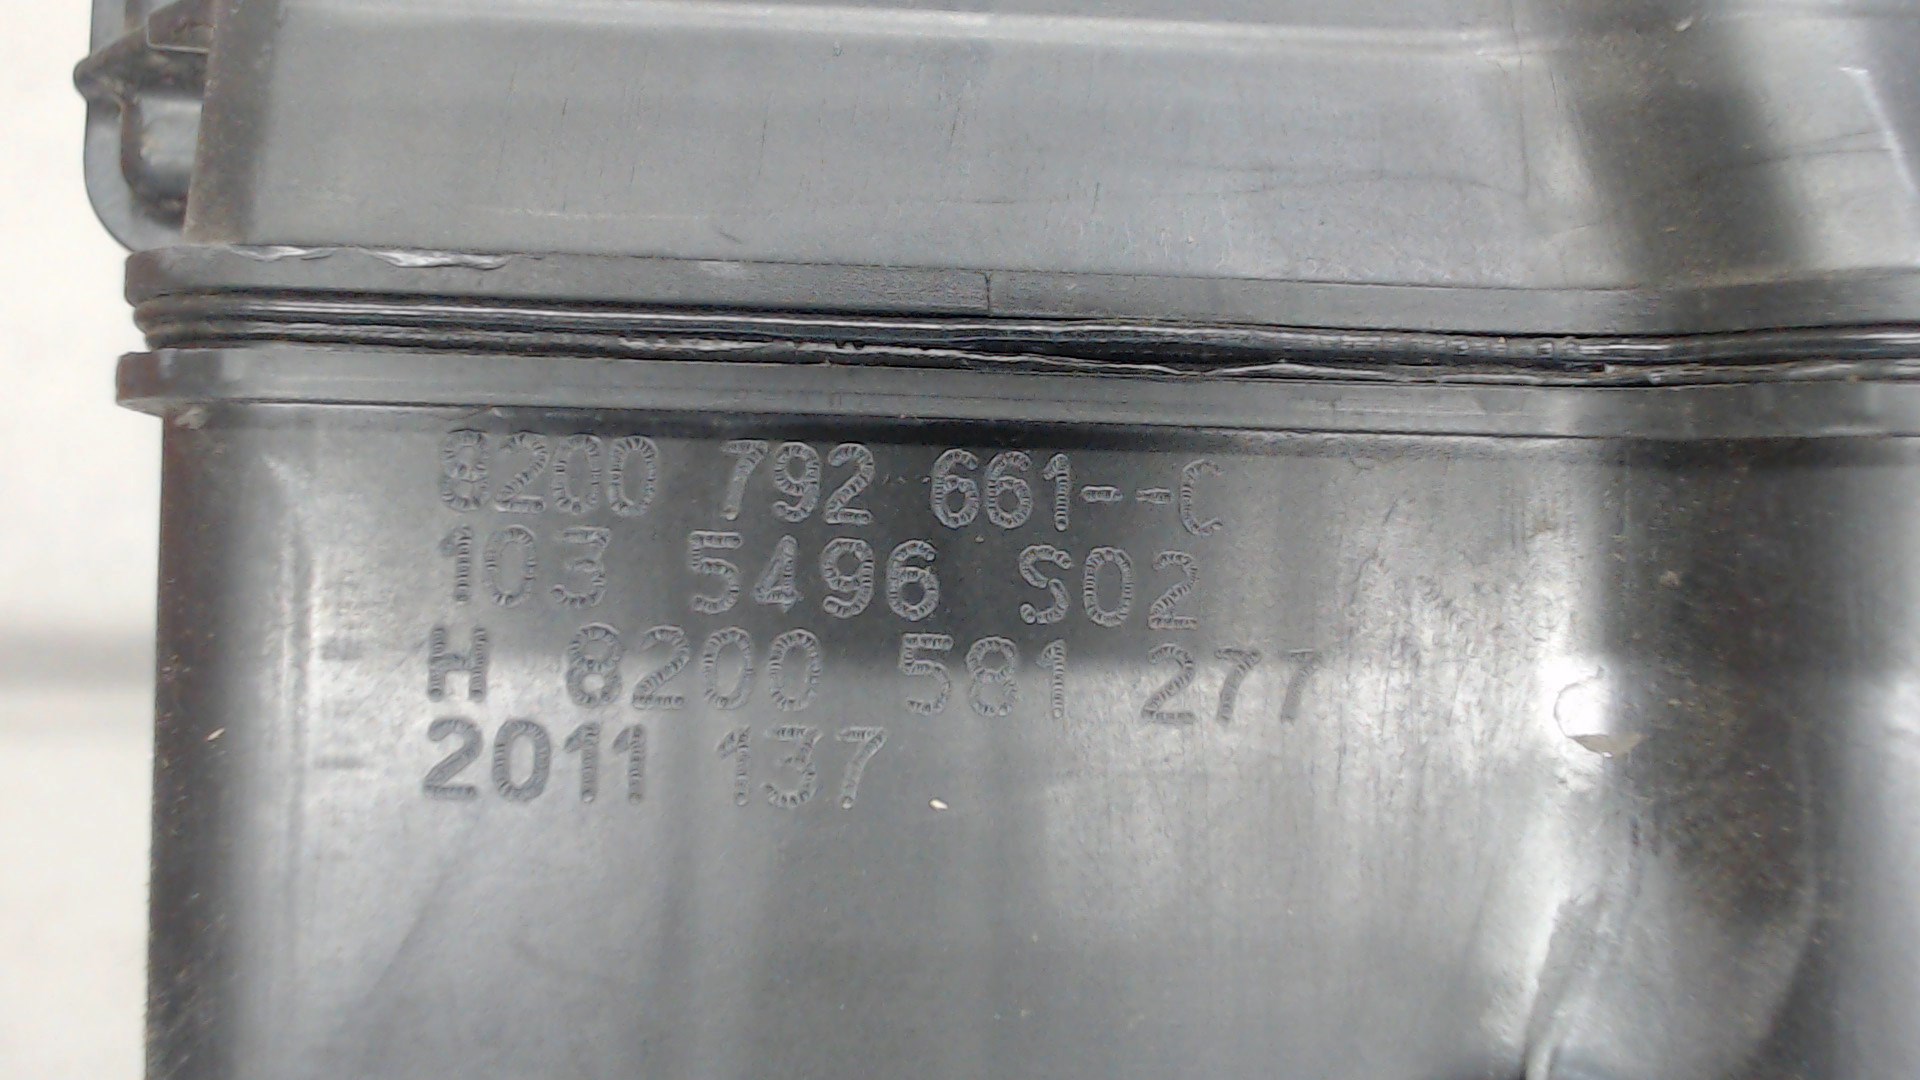 8200 792 661--C
103 5496 S02
H 8200 581 277
2011 137